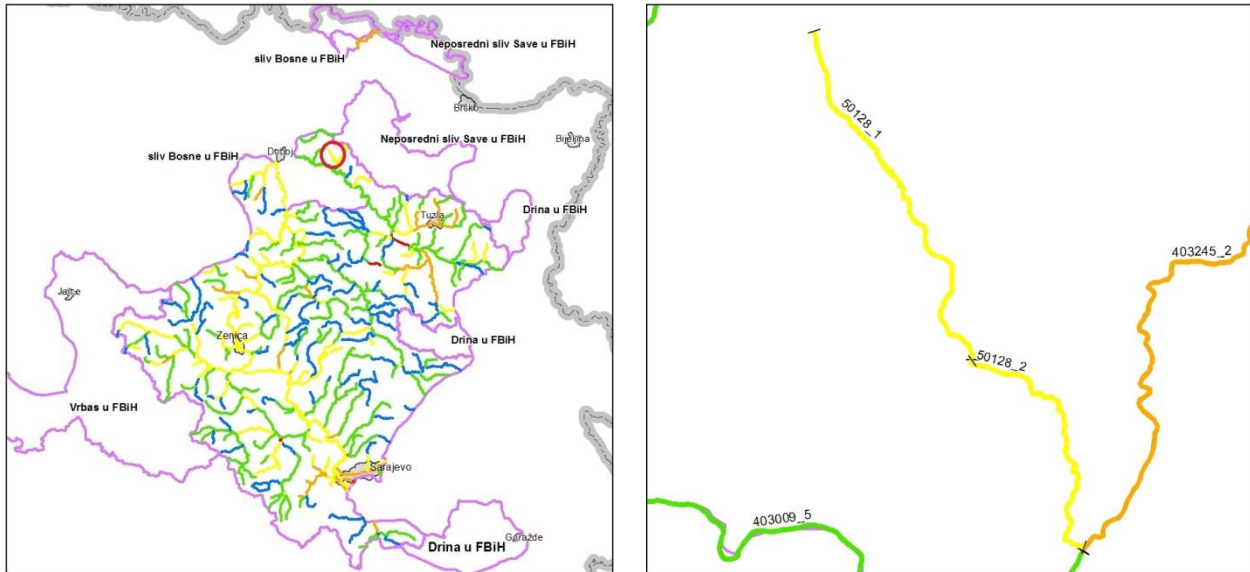 Neposredni sliv Save u FBiH
sliv Bosne u FBiH
Brčko
Neposredni sliv Save u FBiH
Bijeljina
Doboj
sliv Bosne u FBiH
Drina u FBiH
Tuzla
Jajce
Zenica
Drina u FBiH
Vrbas u FBiH
Sarajevo
Goražde
Drina u FBiH
50128_1
403245_2
50128_2
403009_5